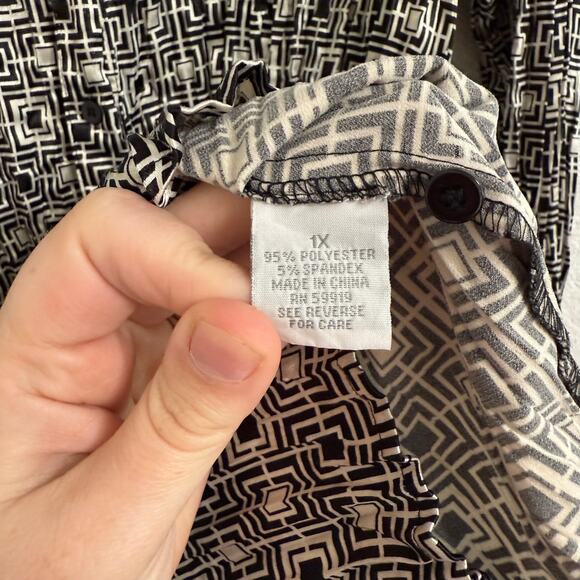 1X
95% POLYESTER
5% SPANDEX
MADE IN CHINA
RN 59919
SEE REVERSE
FOR CARE